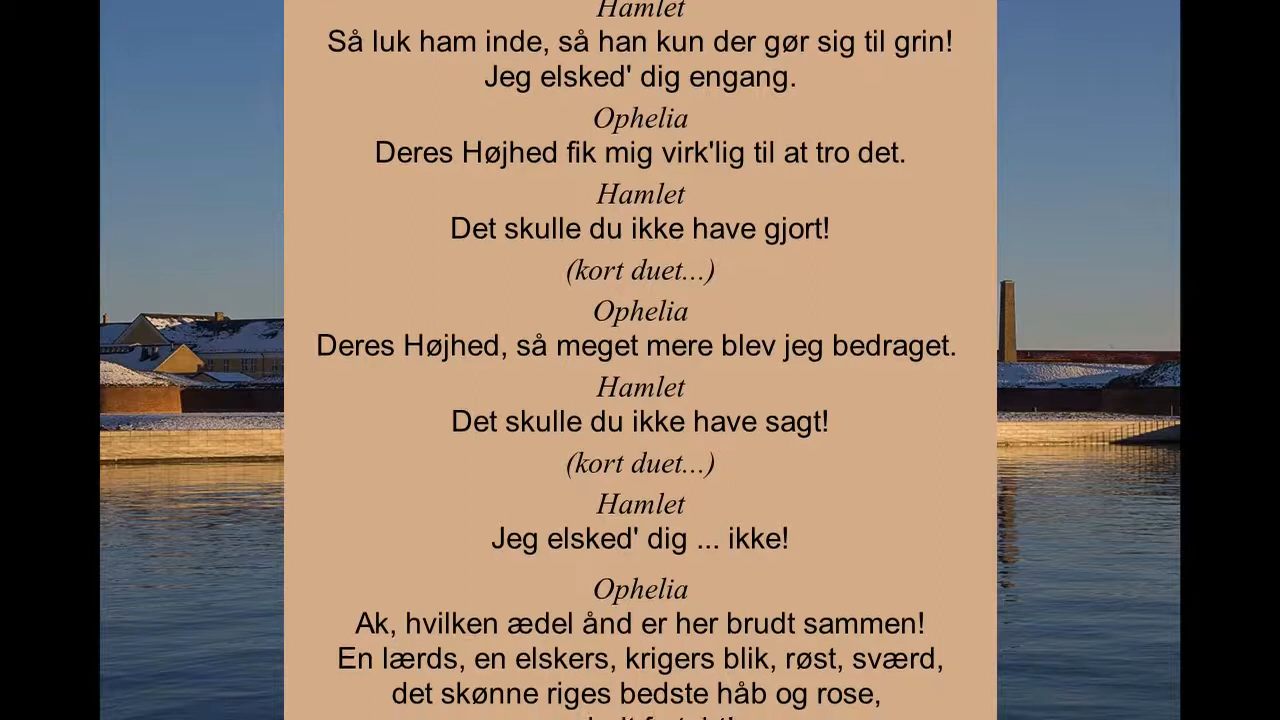 Hamlet
Så luk ham inde, så han kun der gør sig til grin!
Jeg elsked' dig engang.
Ophelia
Deres Højhed fik mig virk'lig til at tro det.
Hamlet
Det skulle du ikke have gjort!
(kort duet...)
Ophelia
Deres Højhed, så meget mere blev jeg bedraget.
Hamlet
Det skulle du ikke have sagt!
(kort duet...)
Hamlet
Jeg elsked' dig ... ikke!
Ophelia
Ak, hvilken ædel ånd er her brudt sammen!
En lærds, en elskers, krigers blik, røst, sværd,
det skønne riges bedste håb og rose,